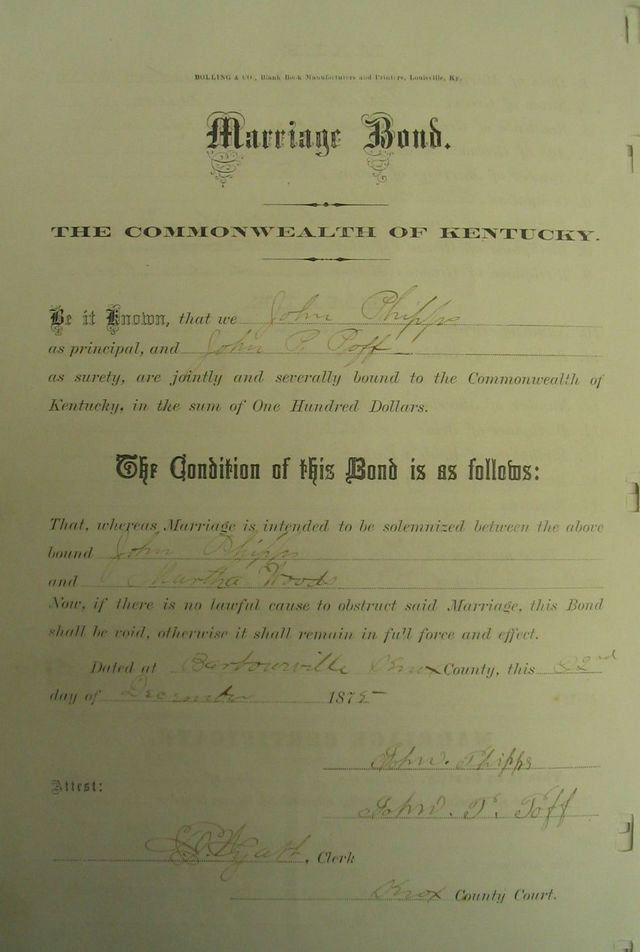 BOLLING & CO., Blank Book Manufacturers and Printers, Louisville, Ky.
Marriage Bond.
THE COMMONWEALTH OF KENTUCKY.
Be it Known, that we John Phipps
as principal, and John P. Poff
as surety, are jointly and severally bound to the Commonwealth of
Kentucky, in the sum of One Hundred Dollars.
The Condition of this Bond is as follows:
That, whereas Marriage is intended to be solemnized between the above
bound John Phipps
and Martha Woods
Now, if there is no lawful cause to obstruct said Marriage, this Bond
shall be void, otherwise it shall remain in full force and effect.
Dated at Barbourville Knox County, this 22nd
day of December 1875
John. Phipps
Attest:
John. P. Poff
Wyatt, Clerk
Knox County Court.